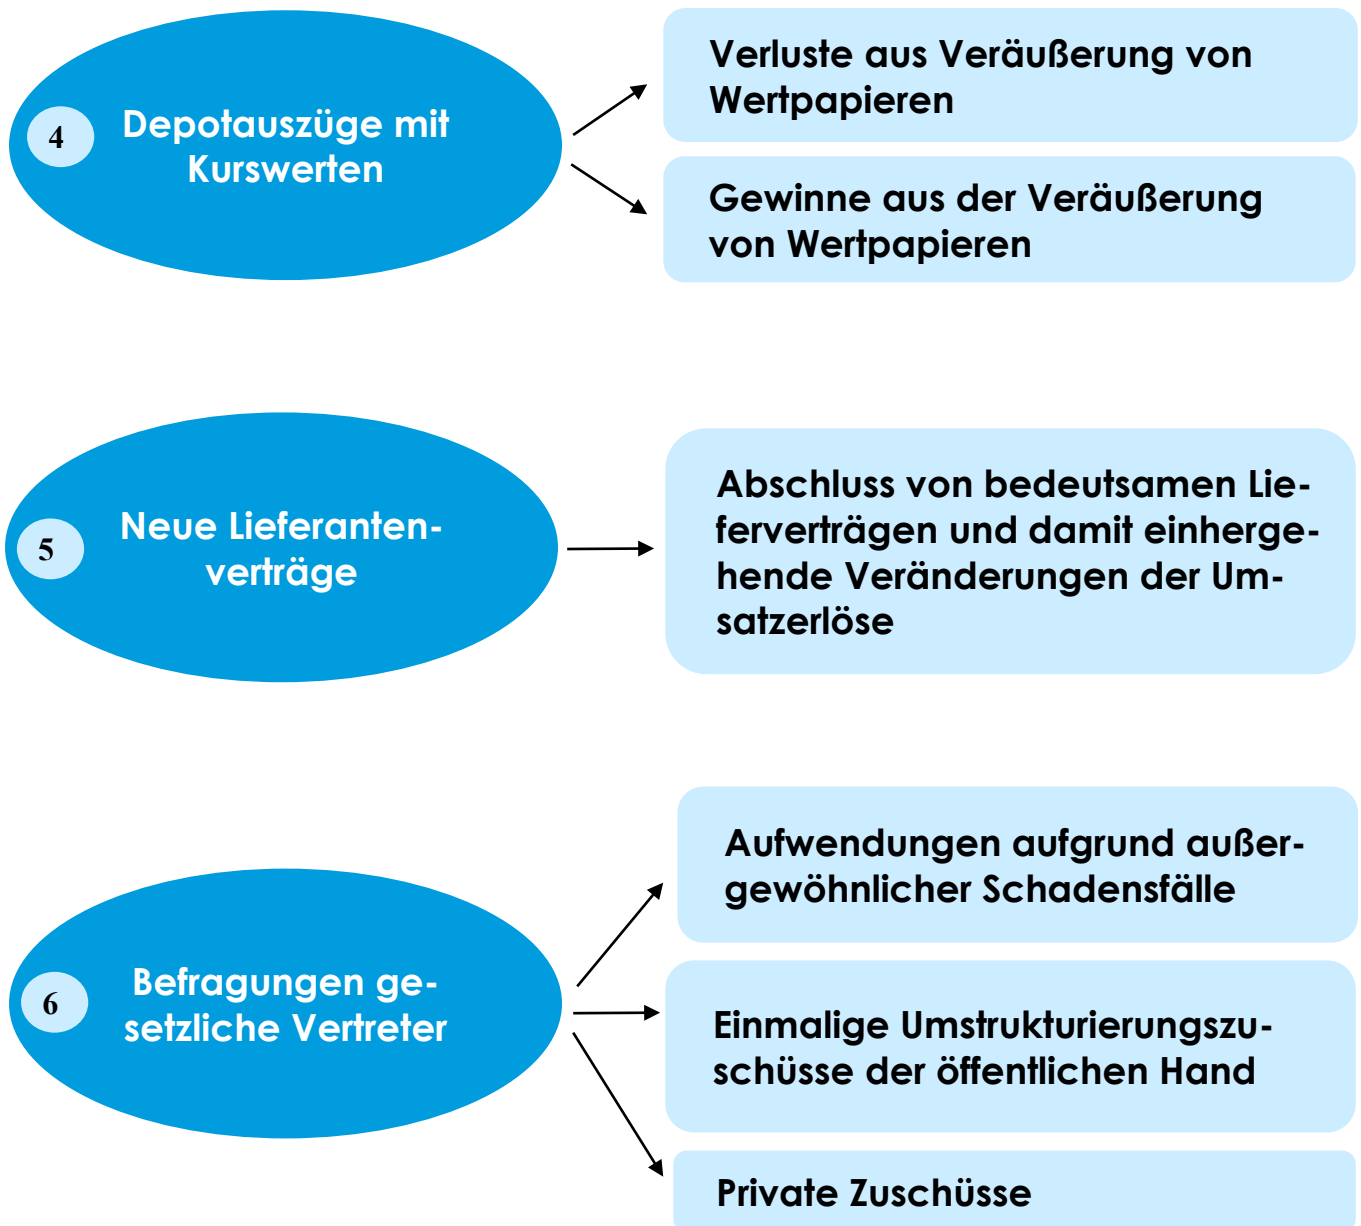 4
Depotauszüge mit
Kurswerten
Verluste aus Veräußerung von
Wertpapieren
Gewinne aus der Veräußerung
von Wertpapieren
5
Neue Lieferanten-
verträge
Abschluss von bedeutsamen Lie-
ferverträgen und damit einherge-
hende Veränderungen der Um-
satzerlöse
6
Befragungen ge-
setzliche Vertreter
Aufwendungen aufgrund außer-
gewöhnlicher Schadensfälle
Einmalige Umstrukturierungszu-
schüsse der öffentlichen Hand
Private Zuschüsse